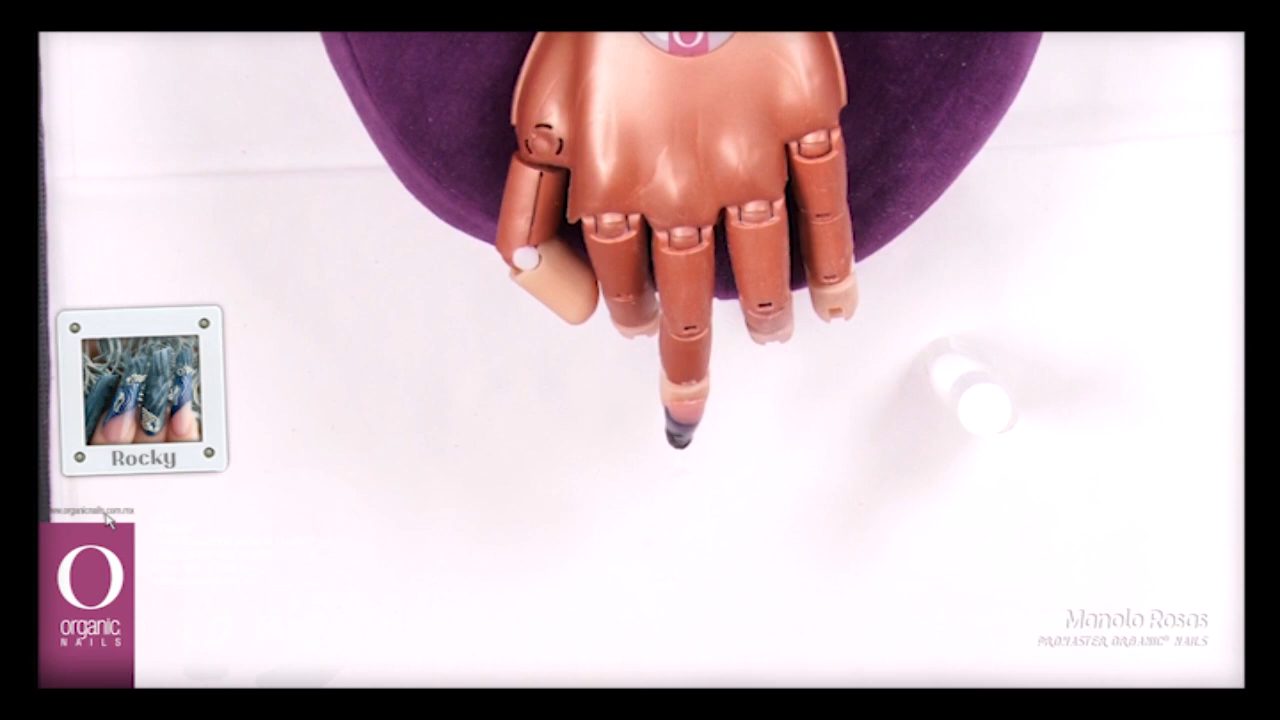 O
Rocky
www.organicnails.com.mx
O
organic
NAILS
Manolo Rosas
PROMASTER ORGANIC® NAILS